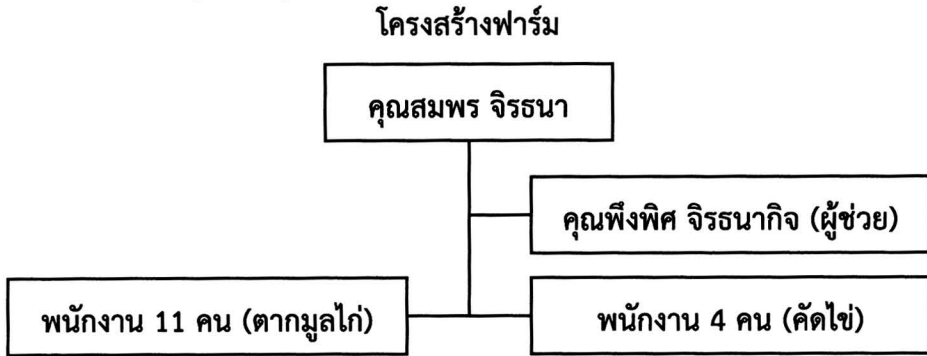 โครงสร้างฟาร์ม
คุณสมพร จิรธนา
คุณพึงพิศ จิรธนากิจ (ผู้ช่วย)
พนักงาน 11 คน (ตากมูลไก่)
พนักงาน 4 คน (คัดไข่)